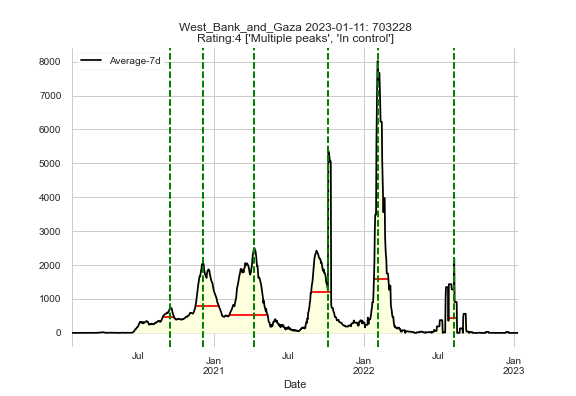 West_Bank_and_Gaza 2023-01-11: 703228
Rating:4 ['Multiple peaks', 'In control']
Average-7d
8000
7000
6000
5000
4000
3000
2000
1000
0
Jul
Jan
2021
Jul
Jan
2022
Jul
Jan
2023
Date